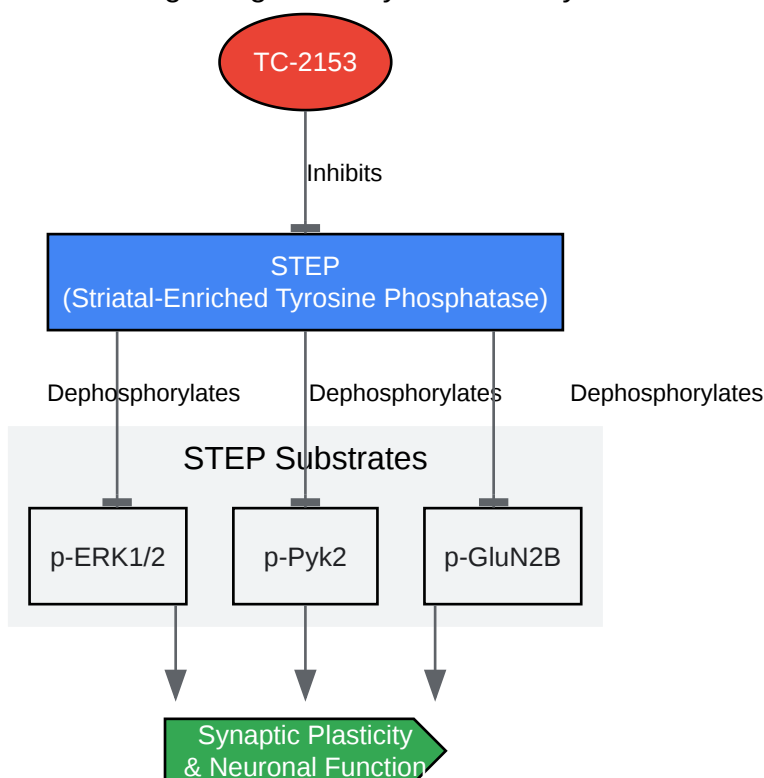 TC-2153
Inhibits
STEP
(Striatal-Enriched Tyrosine Phosphatase)
Dephosphorylates Dephosphorylates Dephosphorylates
STEP Substrates
p-ERK1/2 p-Pyk2 p-GluN2B
Synaptic Plasticity
& Neuronal Function